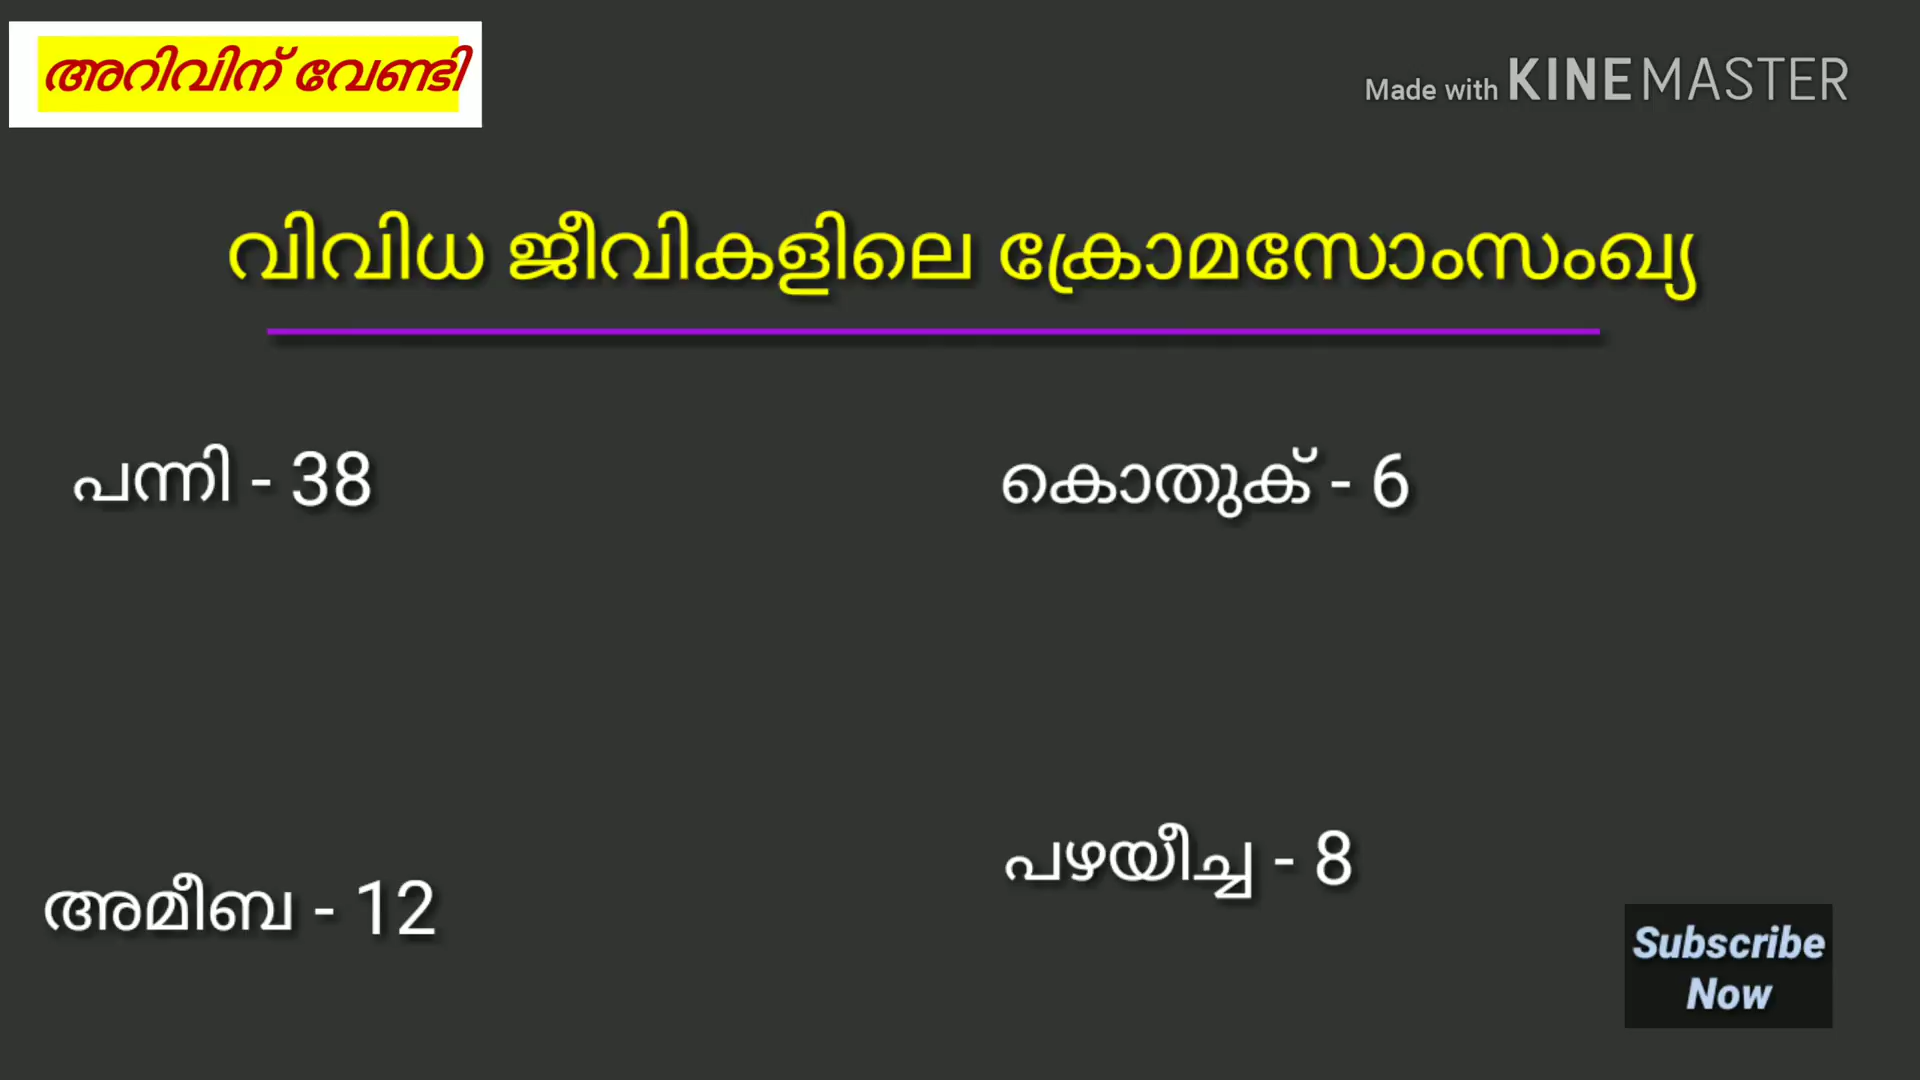 അറിവിന് വേണ്ടി
Made with KINEMASTER
വിവിധ ജീവികളിലെ ക്രോമസോംസംഖ്യ
പന്നി - 38
കൊതുക് - 6
പഴയീച്ച - 8
അമീബ - 12
Subscribe
Now